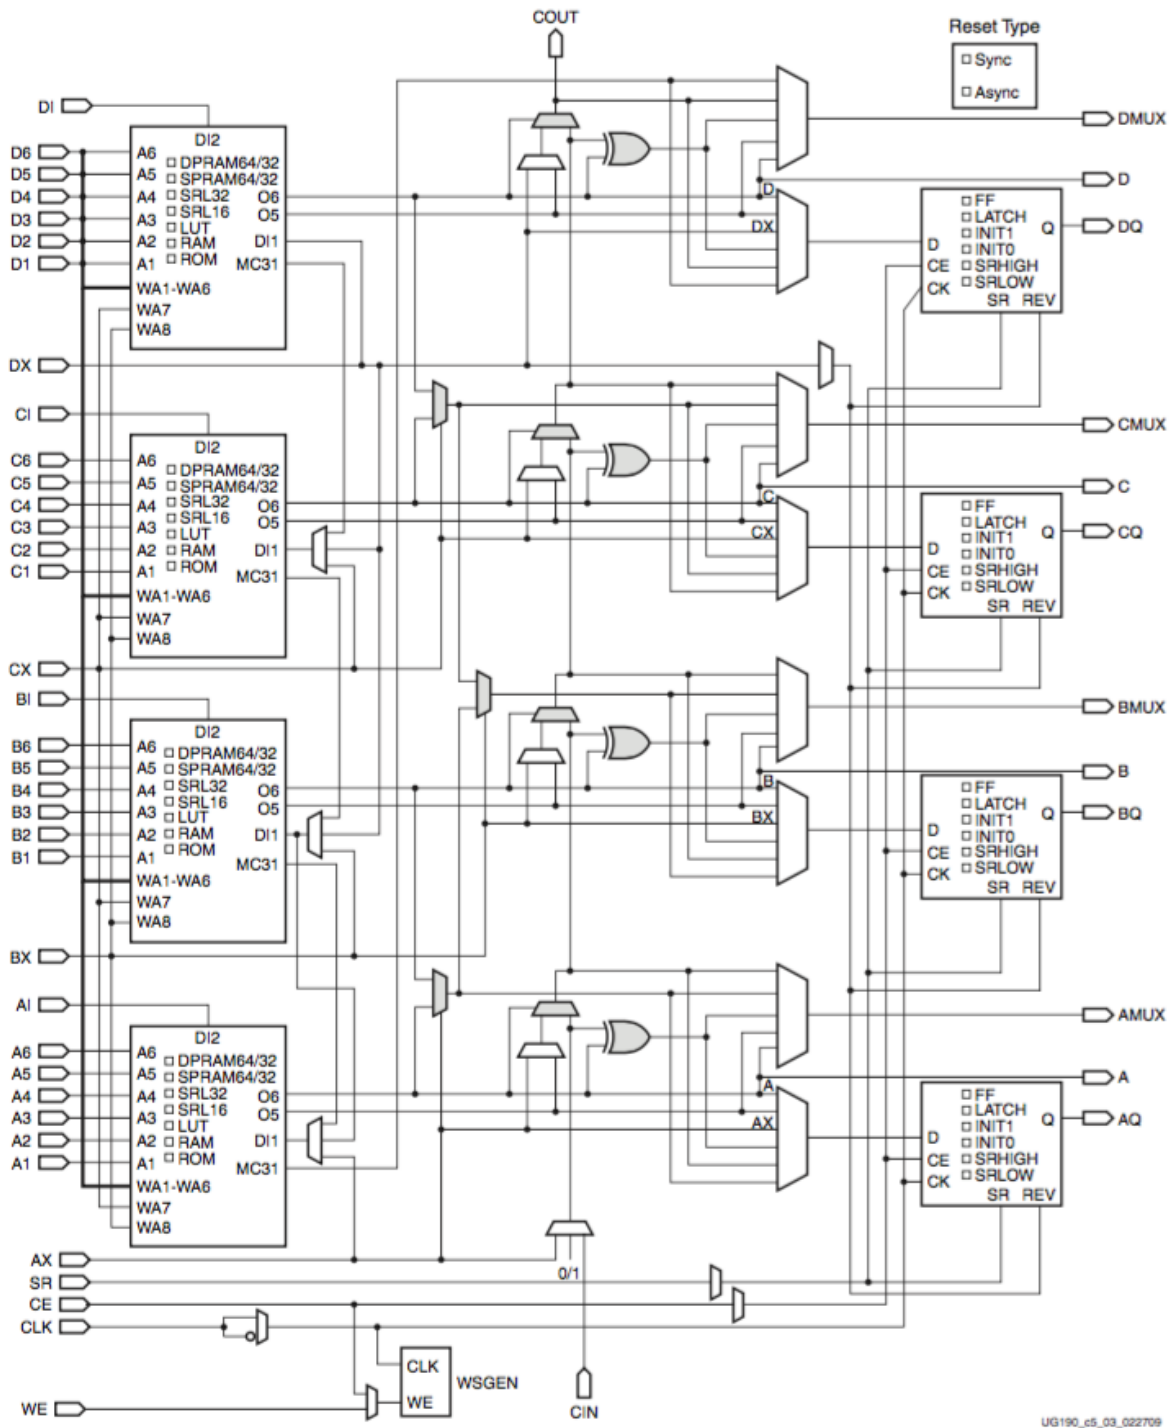 COUT
Reset Type
□ Sync
□ Async
DI
DI2
D6
D5
D4
D3
D2
D1
A6
A5
A4
A3
A2
A1
□ DPRAM64/32
□ SPRAM64/32
□ SRL32
□ SRL16
□ LUT
□ RAM
□ ROM
O6
O5
DI1
MC31
WA1-WA6
WA7
WA8
D
DX
DMUX
D
DQ
□ FF
□ LATCH
□ INIT1
□ INIT0
□ SRHIGH
□ SRLOW
D
CE
CK
Q
SR REV
DX
CI
DI2
C6
C5
C4
C3
C2
C1
A6
A5
A4
A3
A2
A1
□ DPRAM64/32
□ SPRAM64/32
□ SRL32
□ SRL16
□ LUT
□ RAM
□ ROM
O6
O5
DI1
MC31
WA1-WA6
WA7
WA8
C
CX
CMUX
C
CQ
□ FF
□ LATCH
□ INIT1
□ INIT0
□ SRHIGH
□ SRLOW
D
CE
CK
Q
SR REV
CX
BI
DI2
B6
B5
B4
B3
B2
B1
A6
A5
A4
A3
A2
A1
□ DPRAM64/32
□ SPRAM64/32
□ SRL32
□ SRL16
□ LUT
□ RAM
□ ROM
O6
O5
DI1
MC31
WA1-WA6
WA7
WA8
B
BX
BMUX
B
BQ
□ FF
□ LATCH
□ INIT1
□ INIT0
□ SRHIGH
□ SRLOW
D
CE
CK
Q
SR REV
BX
AI
DI2
A6
A5
A4
A3
A2
A1
A6
A5
A4
A3
A2
A1
□ DPRAM64/32
□ SPRAM64/32
□ SRL32
□ SRL16
□ LUT
□ RAM
□ ROM
O6
O5
DI1
MC31
WA1-WA6
WA7
WA8
A
AX
AMUX
A
AQ
□ FF
□ LATCH
□ INIT1
□ INIT0
□ SRHIGH
□ SRLOW
D
CE
CK
Q
SR REV
AX
0/1
SR
CE
CLK
CLK
WE
WSGEN
WE
CIN
UG190_c5_03_022709